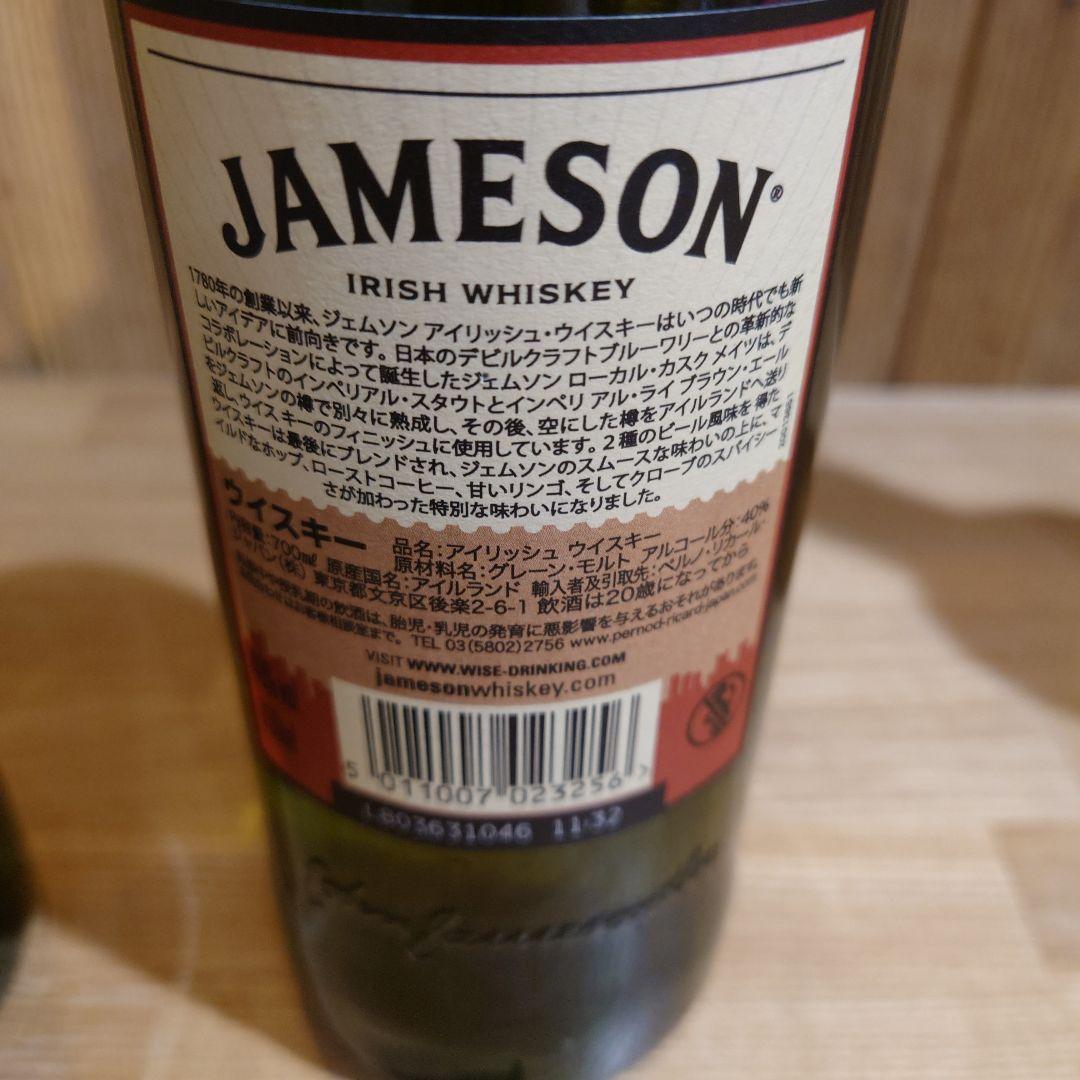 JAMESON®
IRISH WHISKEY
1780年の創業以来、ジェムソン アイリッシュ・ウイスキーはいつの時代でも新
しいアイデアに前向きです。日本のデビルクラフトブルーワリーとの革新的な
コラボレーションによって誕生したジェムソン ローカル・カスクメイツは、デ
ビルクラフトのインペリアル・スタウトとインペリ アル・ライ ブラウン・エール
をジェムソンの樽で別々に熟成し、その後、空にした樽をアイルランドへ送り
返し、ウイスキーのフィニッシュに使用しています。2種のビール風味を得た
ウイスキーは最後にブレンドされ、ジェムソンのスムースな味わいの上に、マ
イルドなホップ、ローストコーヒー、甘いリンゴ、そしてクローブのスパイシー
さが加わった特別な味わいになりました。
ウイスキー
品名:アイリッシュ ウイスキー
原材料名:グレーン・モルト アルコール分:40%
内容量:700mℓ 原産国名:アイルランド 輸入者及引取先:ペルノ・リカール・
ジャパン(株) 東京都文京区後楽2-6-1 飲酒は20歳になってから
乳期の飲酒は、胎児・乳児の発育に悪影響を与えるおそれがあります。
お客様相談室まで。 TEL 03(5802)2756 www.pernod-ricard-japan.com
VISIT WWW.WISE-DRINKING.COM
jamesonwhiskey.com
5 011007 023256 >
L803631046 11:32
John Jameson